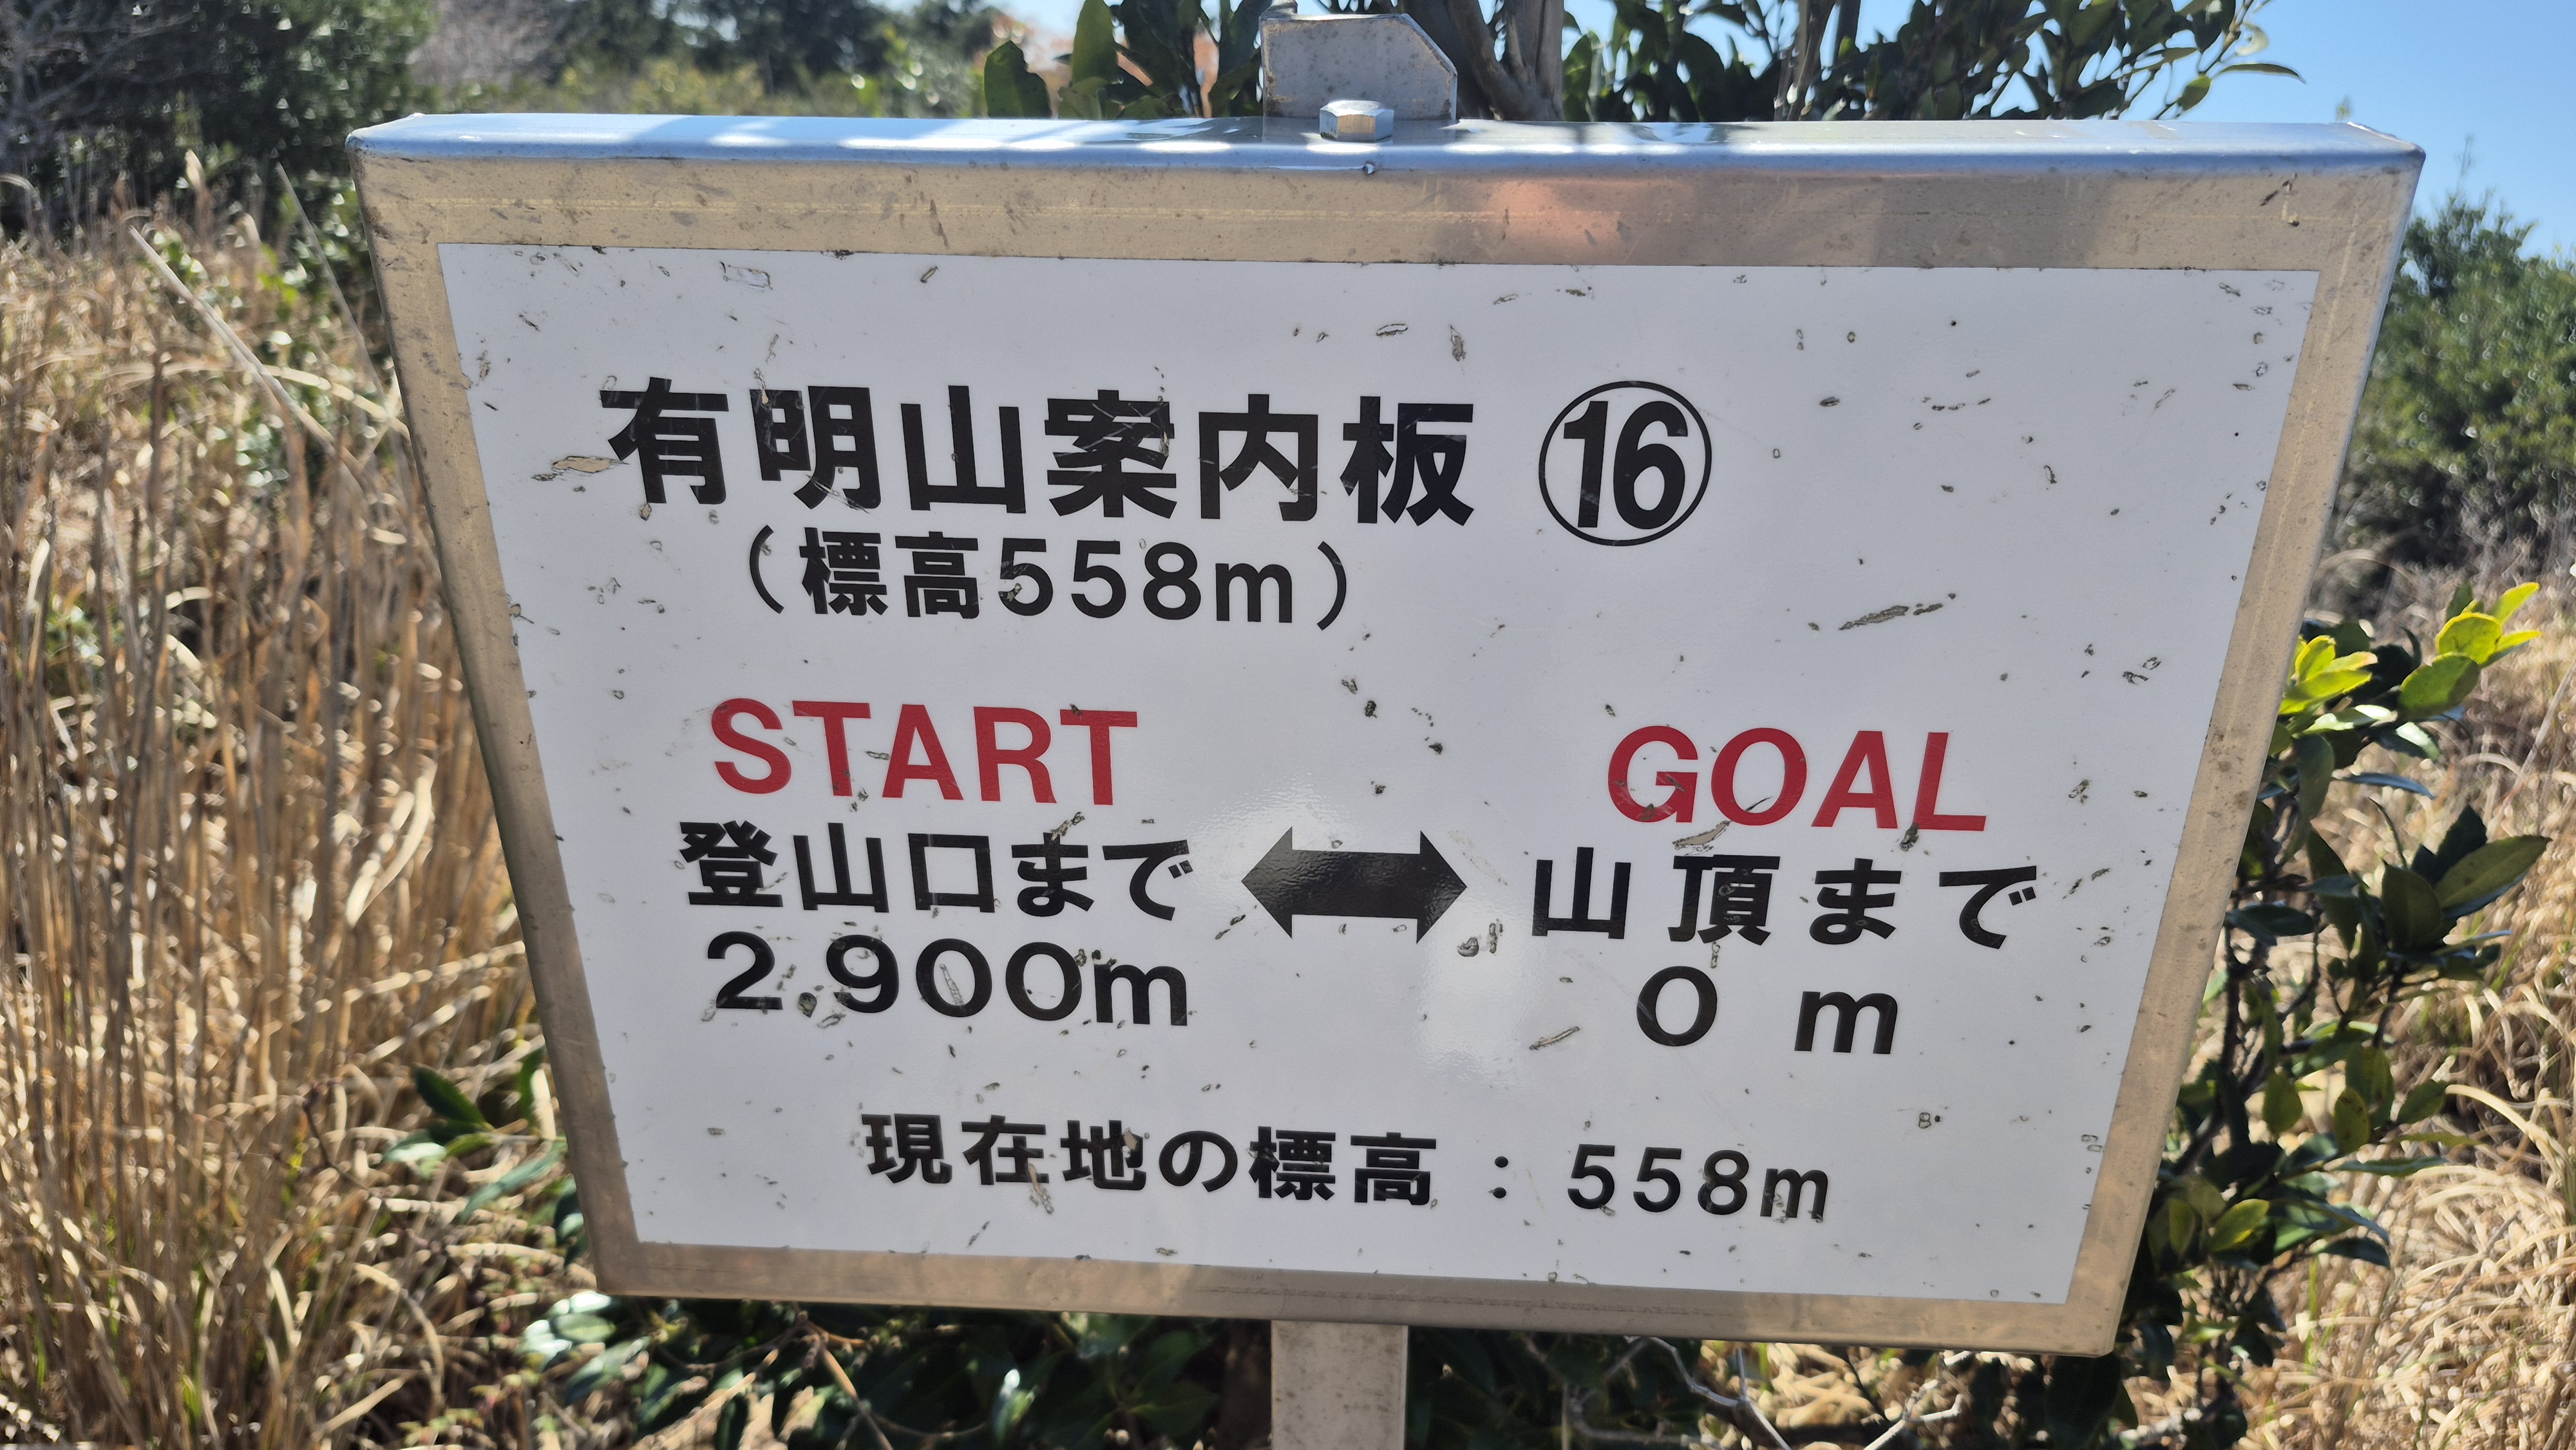 有明山案内板 ⑯
（標高558m）
START GOAL
登山口まで ⬌ 山頂まで
2.900m 0 m
現在地の標高：558m